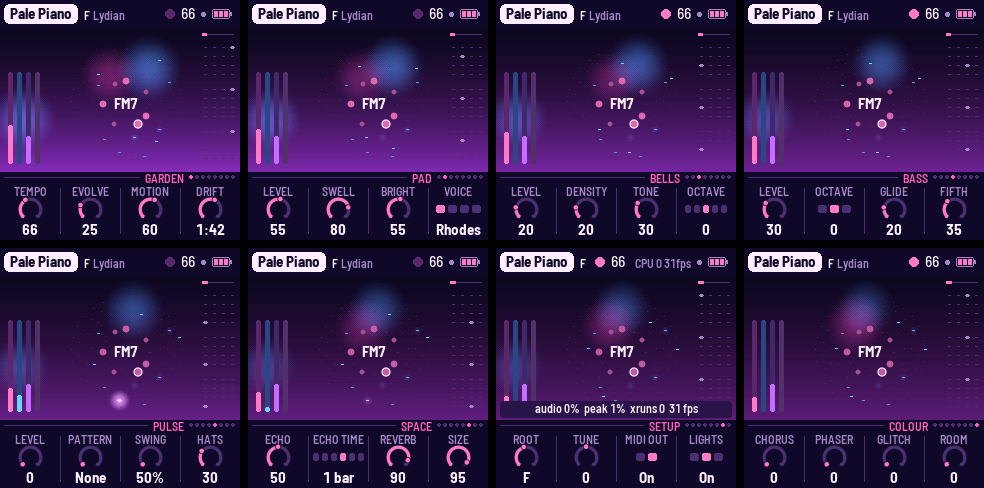 Pale Piano F Lydian 66
FM7
GARDEN
TEMPO EVOLVE MOTION DRIFT
66 25 60 1:42
Pale Piano F Lydian 66
FM7
PAD
LEVEL SWELL BRIGHT VOICE
55 80 55 Rhodes
Pale Piano F Lydian 66
FM7
BELLS
LEVEL DENSITY TONE OCTAVE
20 20 30 0
Pale Piano F Lydian 66
FM7
BASS
LEVEL OCTAVE GLIDE FIFTH
30 0 20 35
Pale Piano F Lydian 66
FM7
PULSE
LEVEL PATTERN SWING HATS
0 None 50% 30
Pale Piano F Lydian 66
FM7
SPACE
ECHO ECHO TIME REVERB SIZE
50 1 bar 90 95
Pale Piano F 66 CPU 0 31fps
FM7
audio 0% peak 1% xruns 0 31 fps
SETUP
ROOT TUNE MIDI OUT LIGHTS
F 0 On On
Pale Piano F Lydian 66
FM7
COLOUR
CHORUS PHASER GLITCH ROOM
0 0 0 0